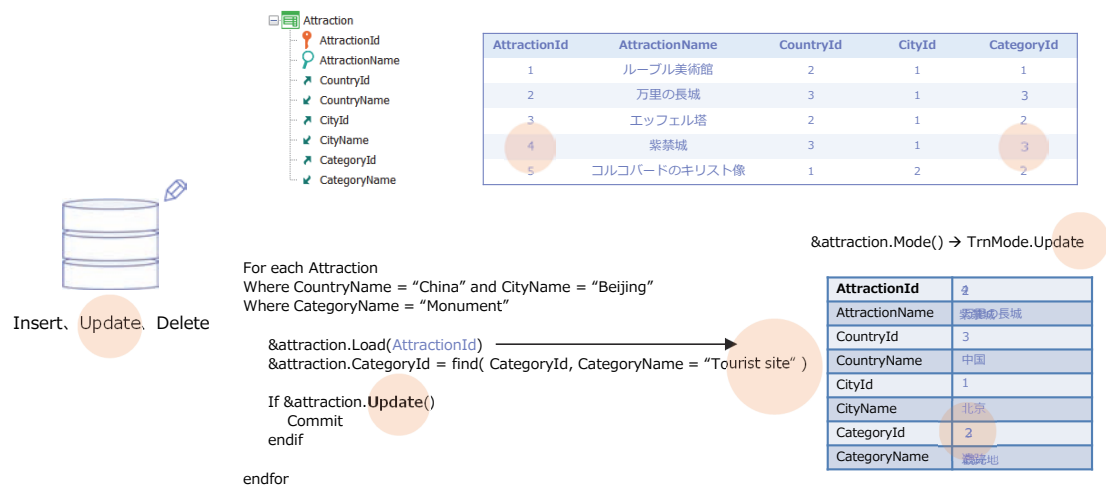 Attraction
AttractionId
AttractionName
CountryId
CountryName
CityId
CityName
CategoryId
CategoryName
AttractionId AttractionName CountryId CityId CategoryId
1 ルーブル美術館 2 1 1
2 万里の長城 3 1 3
3 エッフェル塔 2 1 2
4 紫禁城 3 1 3
5 コルコバードのキリスト像 1 2 2
Insert、Update、Delete
For each Attraction
Where CountryName = “China” and CityName = “Beijing”
Where CategoryName = “Monument”
&attraction.Load(AttractionId)
&attraction.CategoryId = find( CategoryId, CategoryName = “Tourist site“ )
If &attraction.Update()
Commit
endif
endfor
&attraction.Mode() → TrnMode.Update
AttractionId
AttractionName
CountryId 3
CountryName 中国
CityId 1
CityName 北京
CategoryId
CategoryName